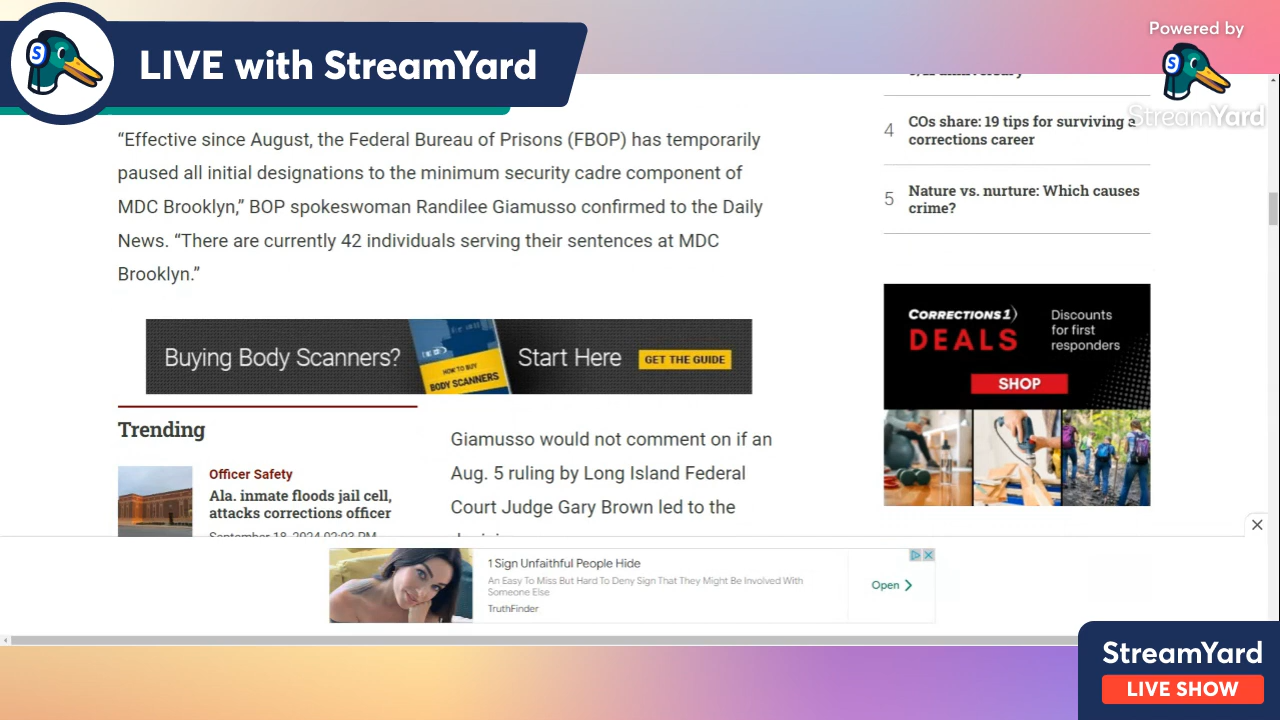 LIVE with StreamYard
Powered by
StreamYard
“Effective since August, the Federal Bureau of Prisons (FBOP) has temporarily
paused all initial designations to the minimum security cadre component of
MDC Brooklyn,” BOP spokeswoman Randilee Giamusso confirmed to the Daily
News. “There are currently 42 individuals serving their sentences at MDC
Brooklyn.”
Buying Body Scanners?
HOW TO BUY
BODY SCANNERS
Start Here
GET THE GUIDE
Trending
Officer Safety
Ala. inmate floods jail cell,
attacks corrections officer
September 18, 2024 02:03 PM
Giamusso would not comment on if an
Aug. 5 ruling by Long Island Federal
Court Judge Gary Brown led to the
4
COs share: 19 tips for surviving a
corrections career
5
Nature vs. nurture: Which causes
crime?
CORRECTIONS1
DEALS
Discounts
for first
responders
SHOP
1 Sign Unfaithful People Hide
An Easy To Miss But Hard To Deny Sign That They Might Be Involved With
Someone Else
TruthFinder
Open
StreamYard
LIVE SHOW